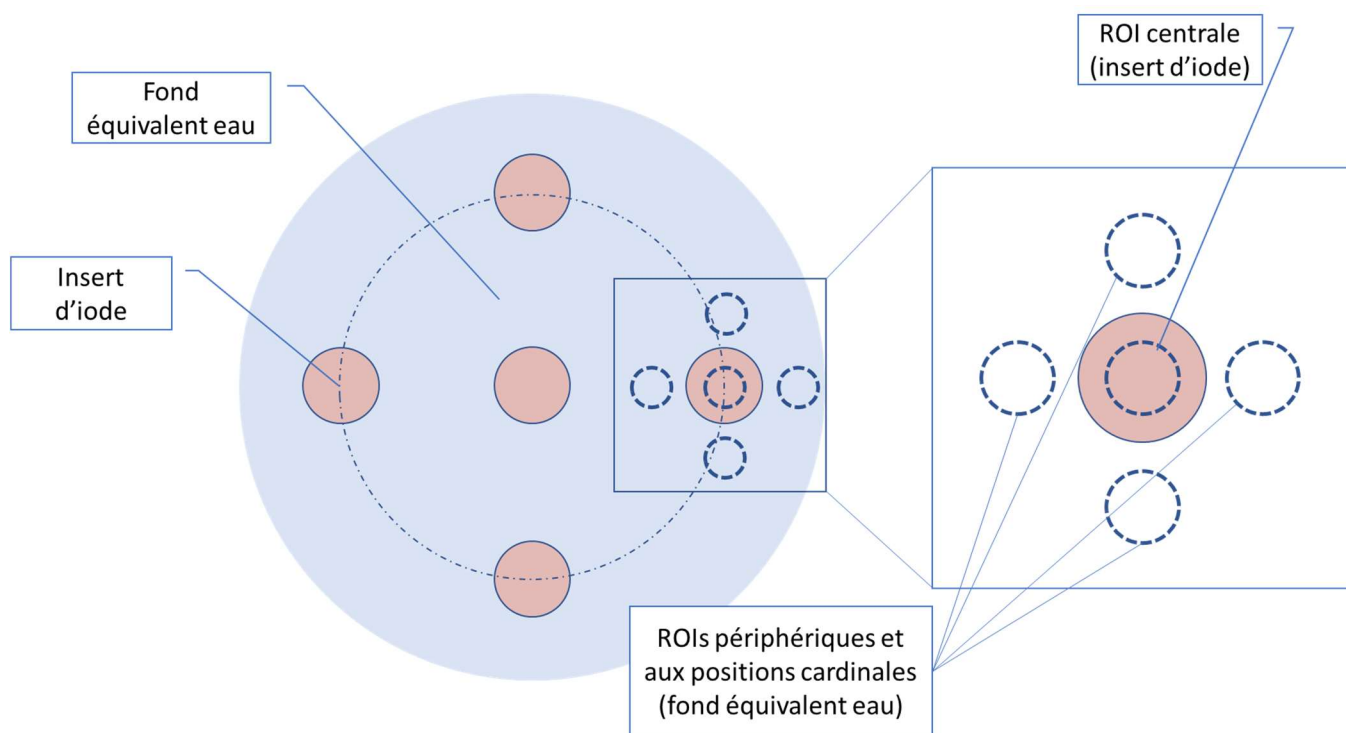 ROI centrale
(insert d'iode)
Fond
équivalent eau
Insert
d'iode
ROIs périphériques et
aux positions cardinales
(fond équivalent eau)